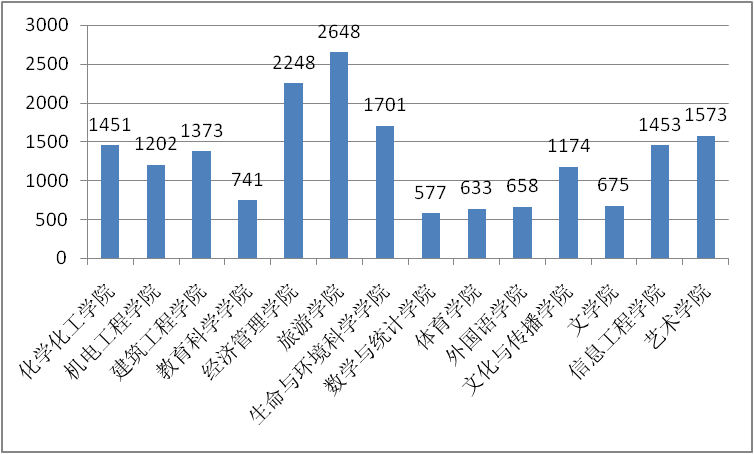 3000
2500
2000
1500
1000
500
0
1451
1202
1373
741
2248
2648
1701
577
633
658
1174
675
1453
1573
化学化工学院
机电工程学院
建筑工程学院
教育科学学院
经济管理学院
旅游学院
生命与环境科学学院
数学与统计学院
体育学院
外国语学院
文化与传播学院
文学院
信息工程学院
艺术学院